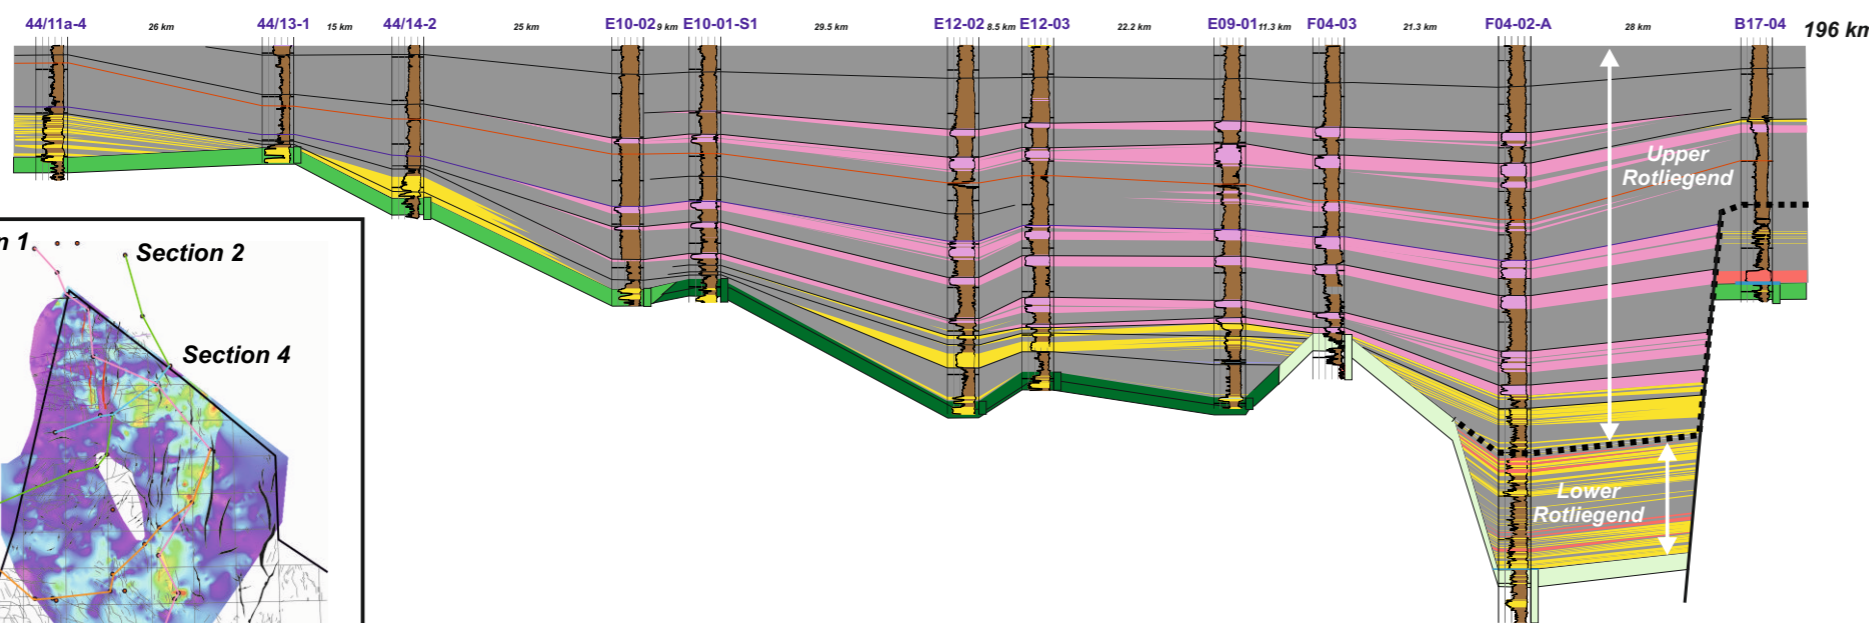 44/11a-4 26 km 44/13-1 15 km 44/14-2 25 km E10-02 9 km E10-01-S1 29.5 km E12-02 8.5 km E12-03 22.2 km E09-01 11.3 km F04-03 21.3 km F04-02-A 28 km B17-04 196 km
Upper
Rotliegend
n 1
Section 2
Section 4
Lower
Rotliegend